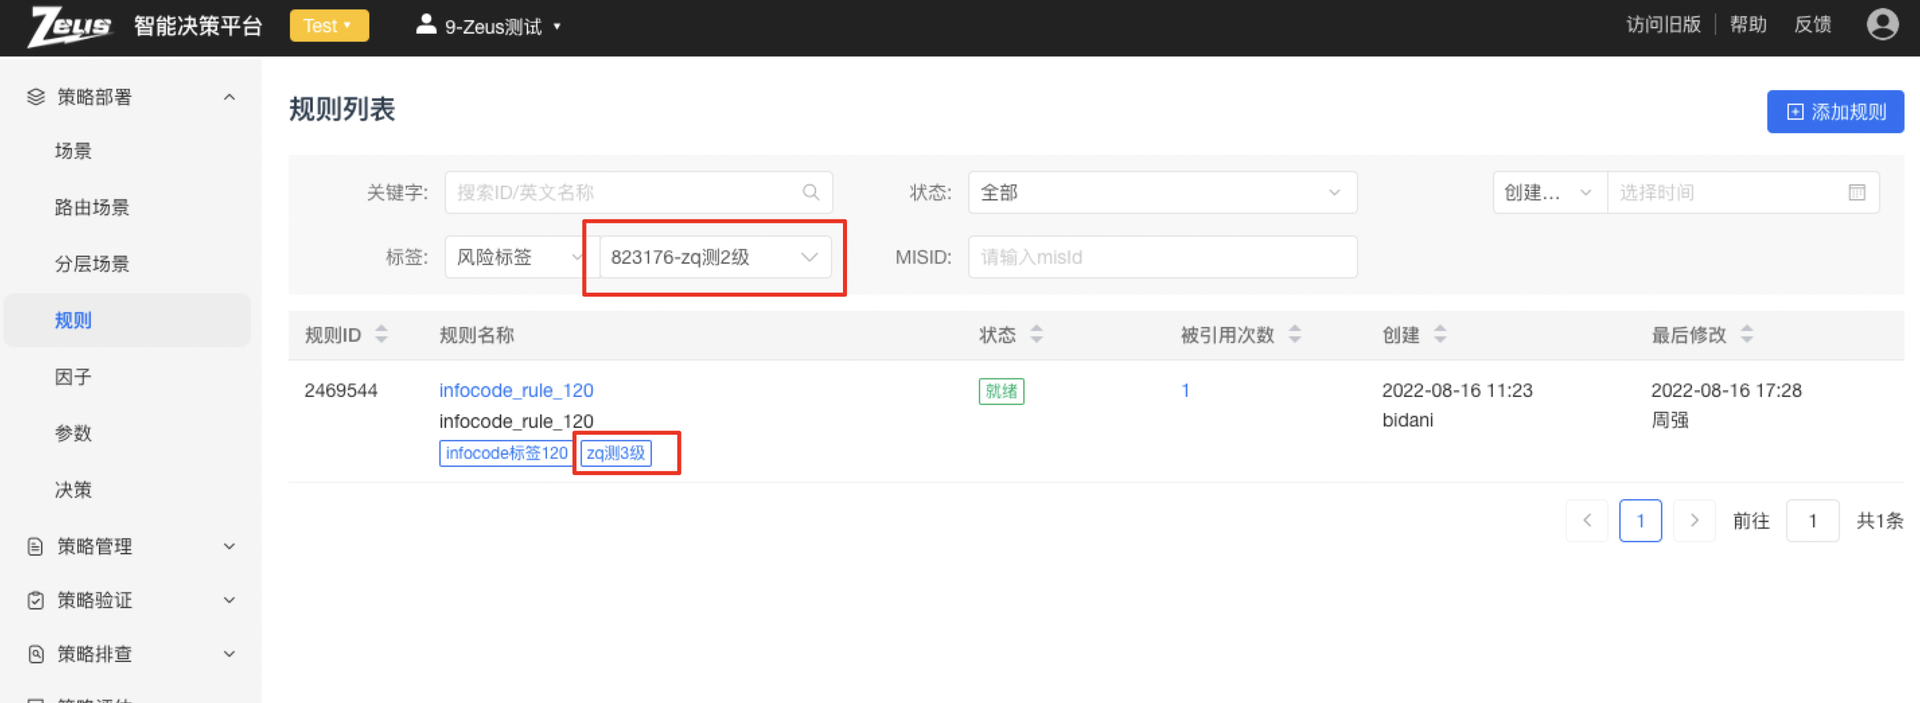 Zeus 智能决策平台 Test 9-Zeus测试 访问旧版 帮助 反馈
策略部署
场景
路由场景
分层场景
规则
因子
参数
决策
策略管理
策略验证
策略排查
规则列表
添加规则
关键字: 搜索ID/英文名称 状态: 全部 创建... 选择时间
标签: 风险标签 823176-zq测2级 MISID: 请输入misId
规则ID 规则名称 状态 被引用次数 创建 最后修改
2469544 infocode_rule_120 就绪 1 2022-08-16 11:23 2022-08-16 17:28
infocode_rule_120 bidani 周强
infocode标签120 zq测3级
1 前往 1 共1条